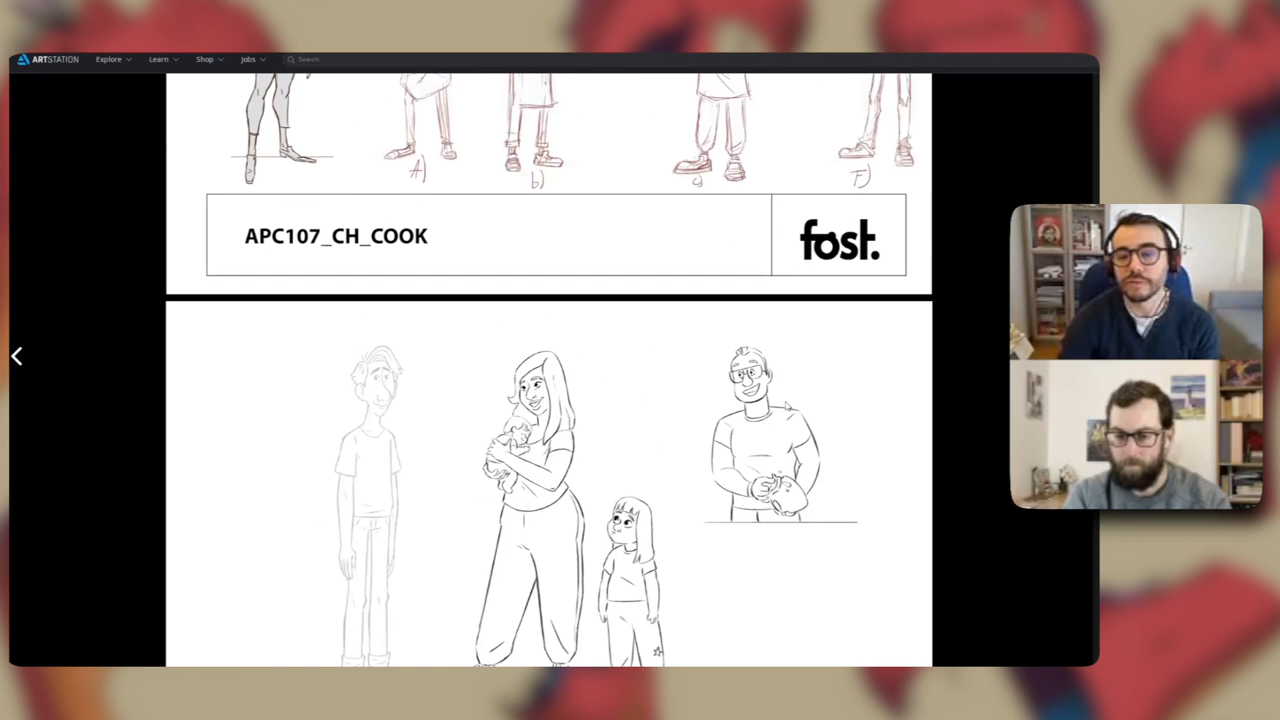 ARTSTATION Explore Learn Shop Jobs Search
A) b) c) F)
APC107_CH_COOK
fost.